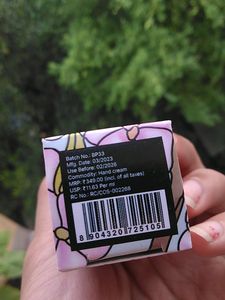 Batch No.: BP33
Mfg. Date: 03/2023
Use Before: 02/2026
Commodity: Hand cream
MRP: ₹349.00 (incl. of all taxes)
USP: ₹11.63 Per ml
RC No.: RC/COS-002268
8 904320 725105